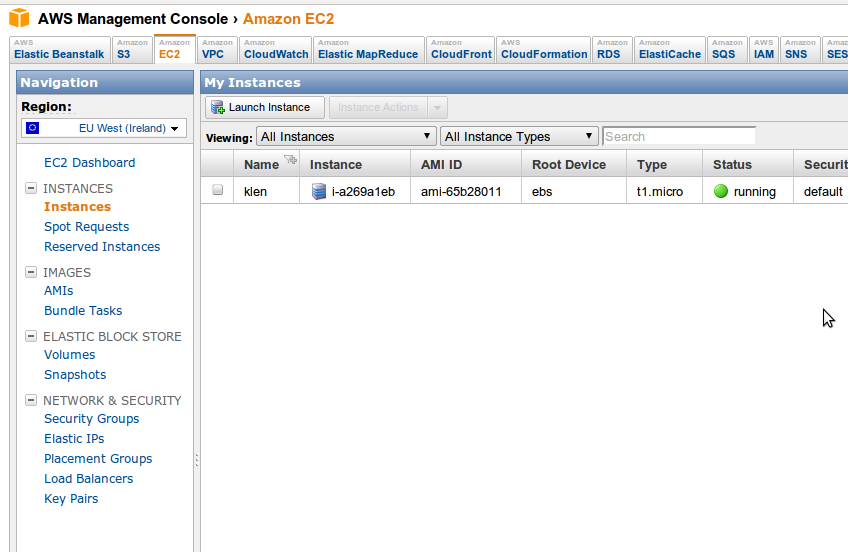 AWS Management Console › Amazon EC2
AWS Elastic Beanstalk
Amazon S3
Amazon EC2
Amazon VPC
Amazon CloudWatch
Amazon Elastic MapReduce
Amazon CloudFront
AWS CloudFormation
Amazon RDS
Amazon ElastiCache
Amazon SQS
AWS IAM
Amazon SNS
Amaz SES
Navigation
Region:
EU West (Ireland)
EC2 Dashboard
INSTANCES
Instances
Spot Requests
Reserved Instances
IMAGES
AMIs
Bundle Tasks
ELASTIC BLOCK STORE
Volumes
Snapshots
NETWORK & SECURITY
Security Groups
Elastic IPs
Placement Groups
Load Balancers
Key Pairs
My Instances
Launch Instance Instance Actions
Viewing: All Instances All Instance Types Search
Name Instance AMI ID Root Device Type Status Securit
klen i-a269a1eb ami-65b28011 ebs t1.micro running default